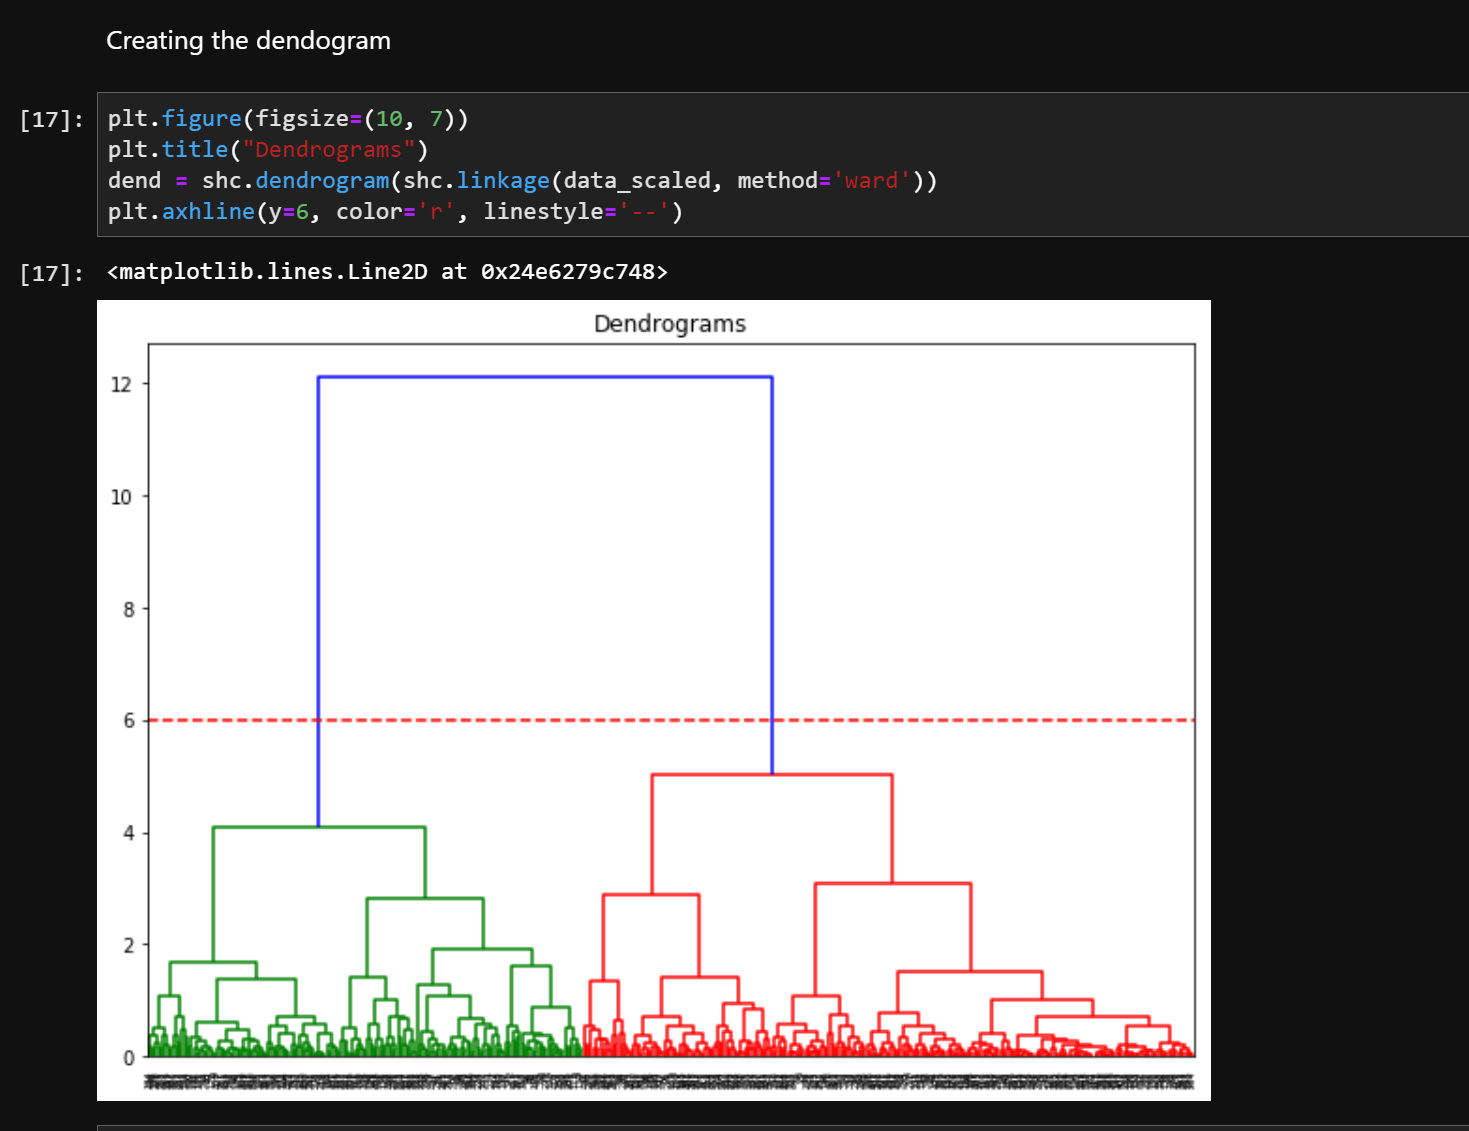 Creating the dendogram
[17]:
plt.figure(figsize=(10, 7))
plt.title("Dendrograms")
dend = shc.dendrogram(shc.linkage(data_scaled, method='ward'))
plt.axhline(y=6, color='r', linestyle='--')
[17]:
<matplotlib.lines.Line2D at 0x24e6279c748>
Dendrograms
12
10
8
6
4
2
0